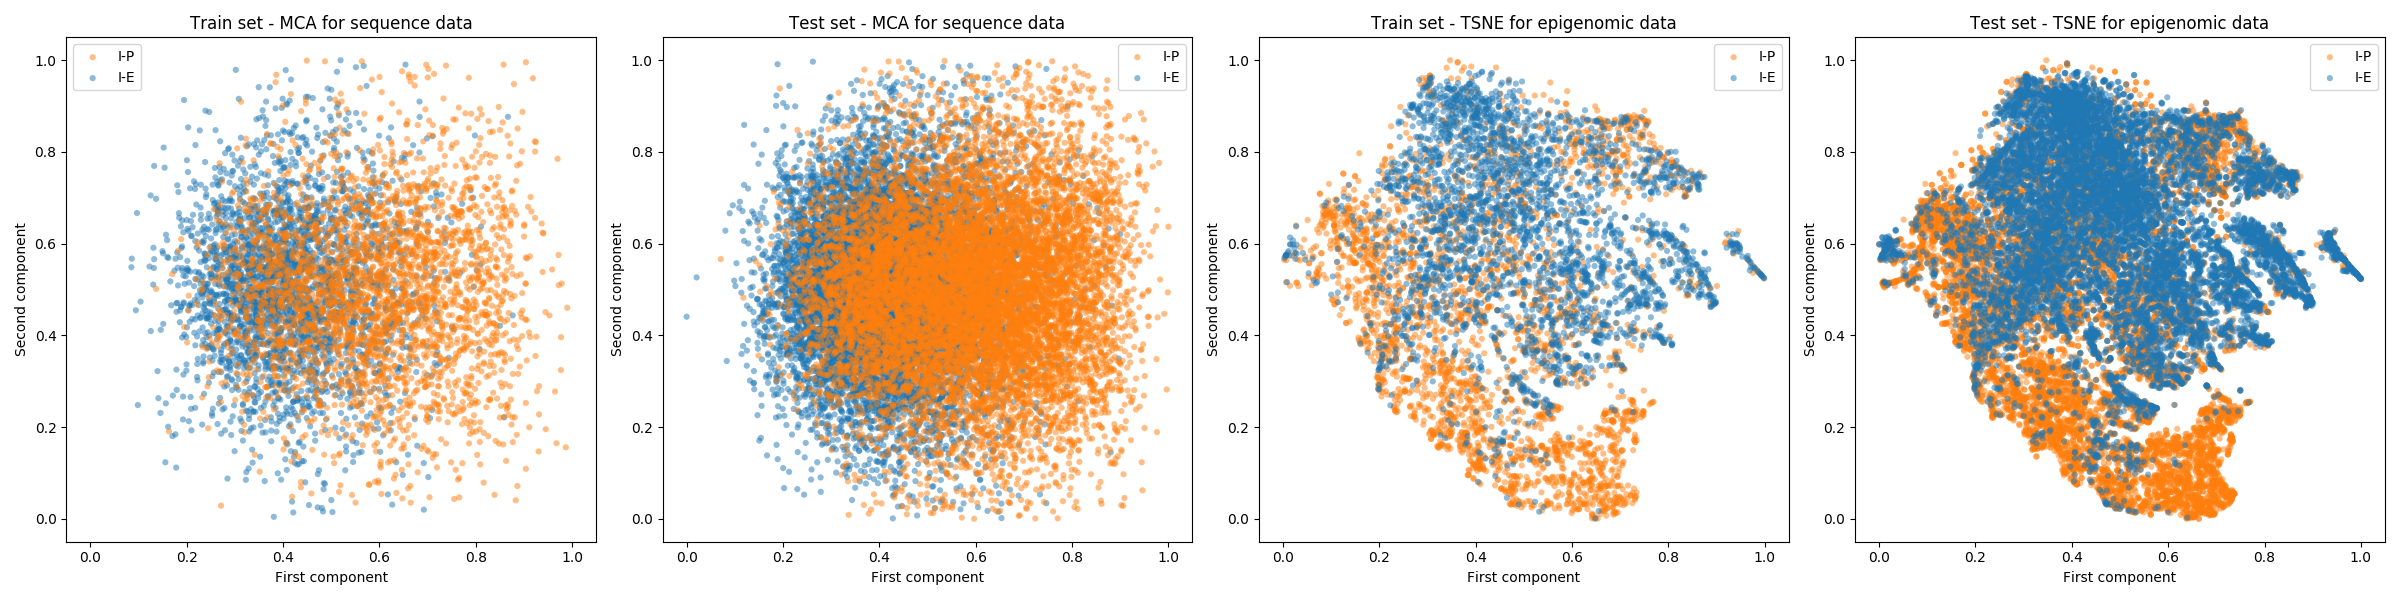 Train set - MCA for sequence data
I-P
I-E
1.0
0.8
0.6
0.4
0.2
0.0
Second component
0.0 0.2 0.4 0.6 0.8 1.0
First component
Test set - MCA for sequence data
I-P
I-E
1.0
0.8
0.6
0.4
0.2
0.0
Second component
0.0 0.2 0.4 0.6 0.8 1.0
First component
Train set - TSNE for epigenomic data
I-P
I-E
1.0
0.8
0.6
0.4
0.2
0.0
Second component
0.0 0.2 0.4 0.6 0.8 1.0
First component
Test set - TSNE for epigenomic data
I-P
I-E
1.0
0.8
0.6
0.4
0.2
0.0
Second component
0.0 0.2 0.4 0.6 0.8 1.0
First component